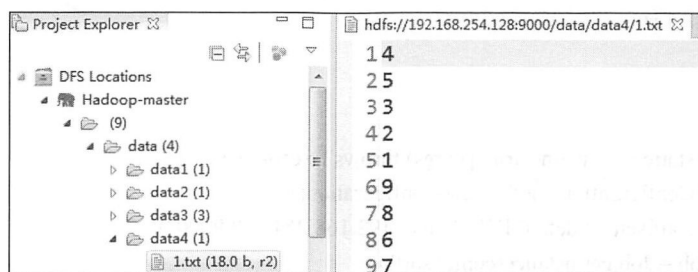 Project Explorer
DFS Locations
Hadoop-master
(9)
data (4)
data1 (1)
data2 (1)
data3 (3)
data4 (1)
1.txt (18.0 b, r2)
hdfs://192.168.254.128:9000/data/data4/1.txt
1 4
2 5
3 3
4 2
5 1
6 9
7 8
8 6
9 7